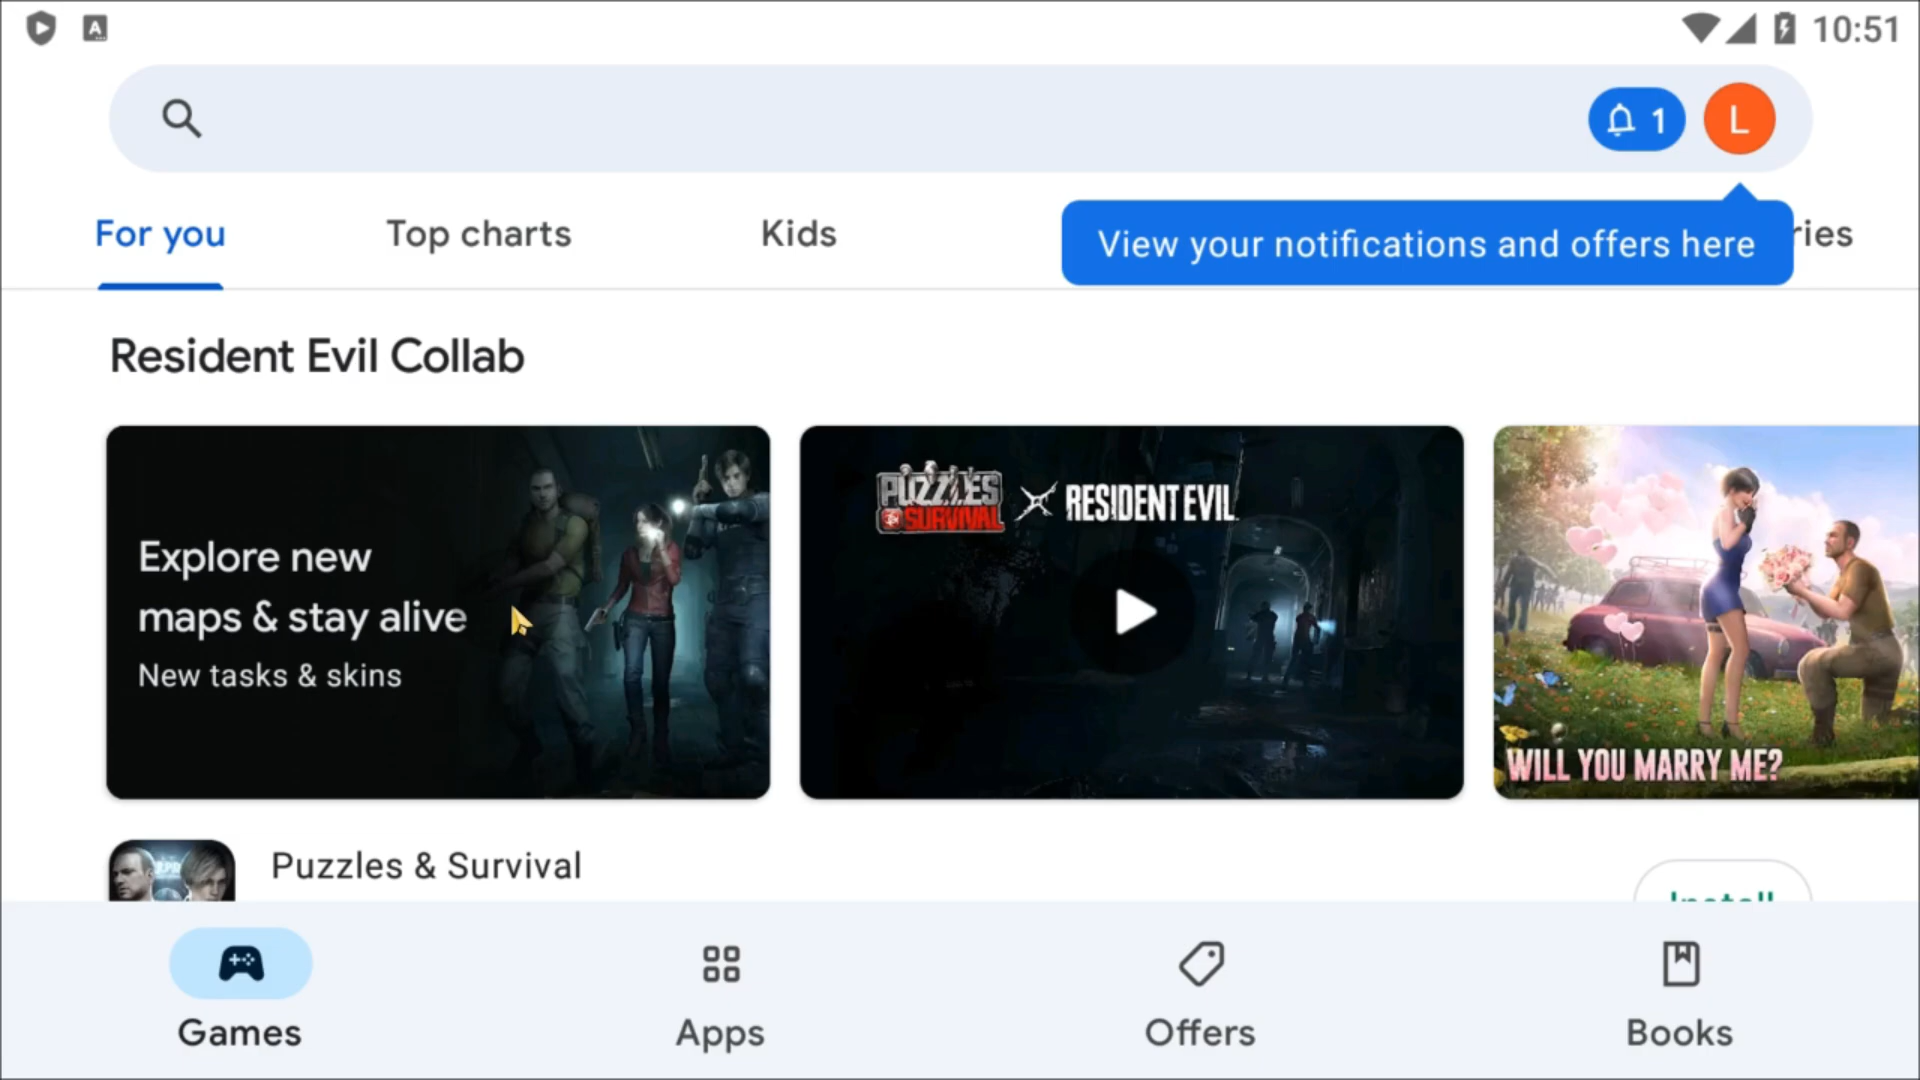 A
10:51
1
L
For you
Top charts
Kids
ries
View your notifications and offers here
Resident Evil Collab
Explore new
maps & stay alive
New tasks & skins
PUZZLES
SURVIVAL
RESIDENT EVIL
WILL YOU MARRY ME?
Puzzles & Survival
Install
Games
Apps
Offers
Books